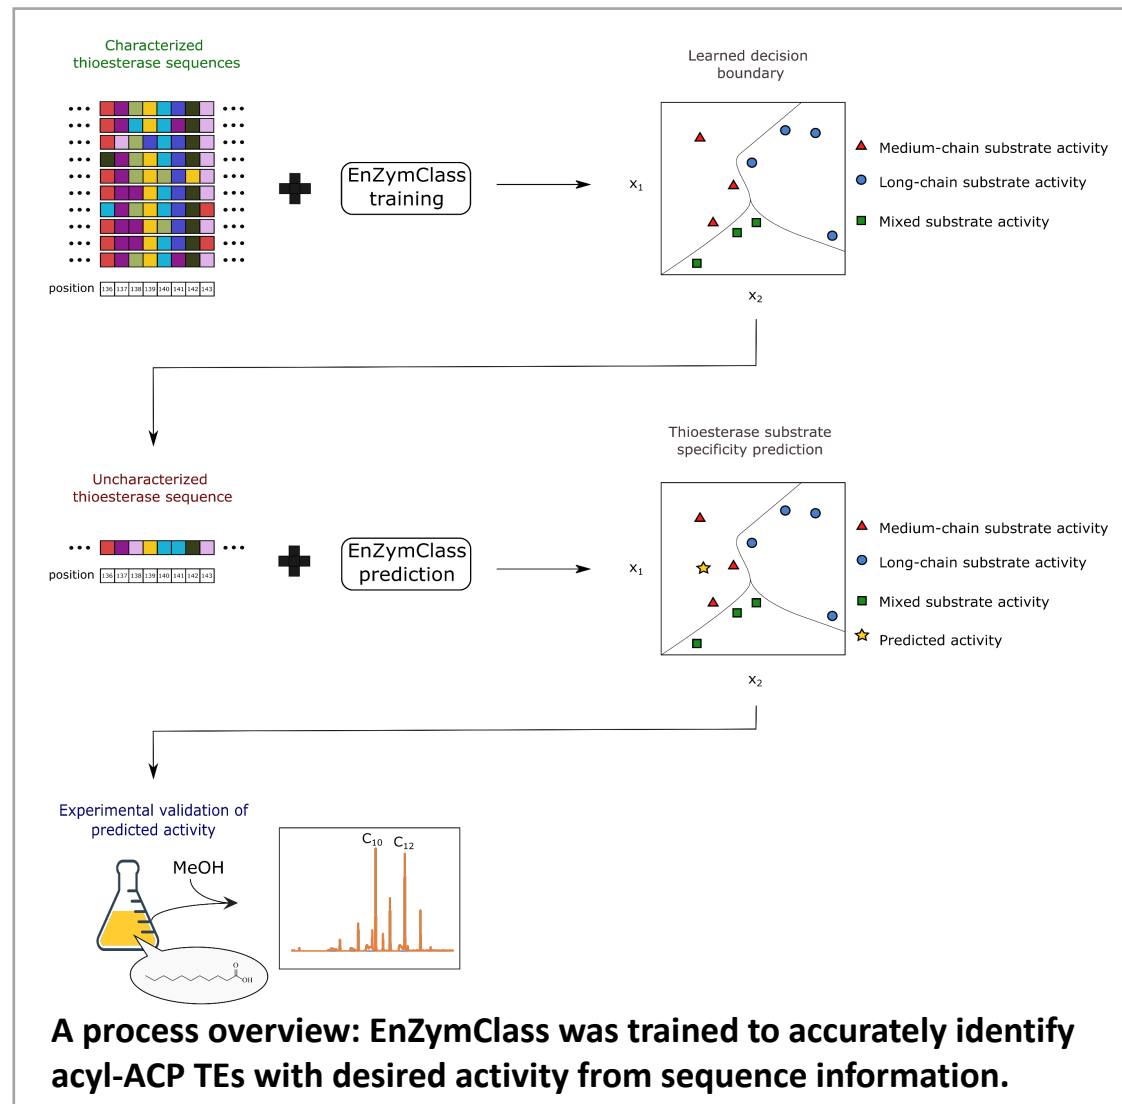 Characterized
thioesterase sequences
EnZymClass
training
position 136 137 138 139 140 141 142 143
Learned decision
boundary
x1
x2
Medium-chain substrate activity
Long-chain substrate activity
Mixed substrate activity
Uncharacterized
thioesterase sequence
position 136 137 138 139 140 141 142 143
EnZymClass
prediction
Thioesterase substrate
specificity prediction
x1
x2
Medium-chain substrate activity
Long-chain substrate activity
Mixed substrate activity
Predicted activity
Experimental validation of
predicted activity
MeOH
O
OH
C10 C12
A process overview: EnZymClass was trained to accurately identify
acyl-ACP TEs with desired activity from sequence information.